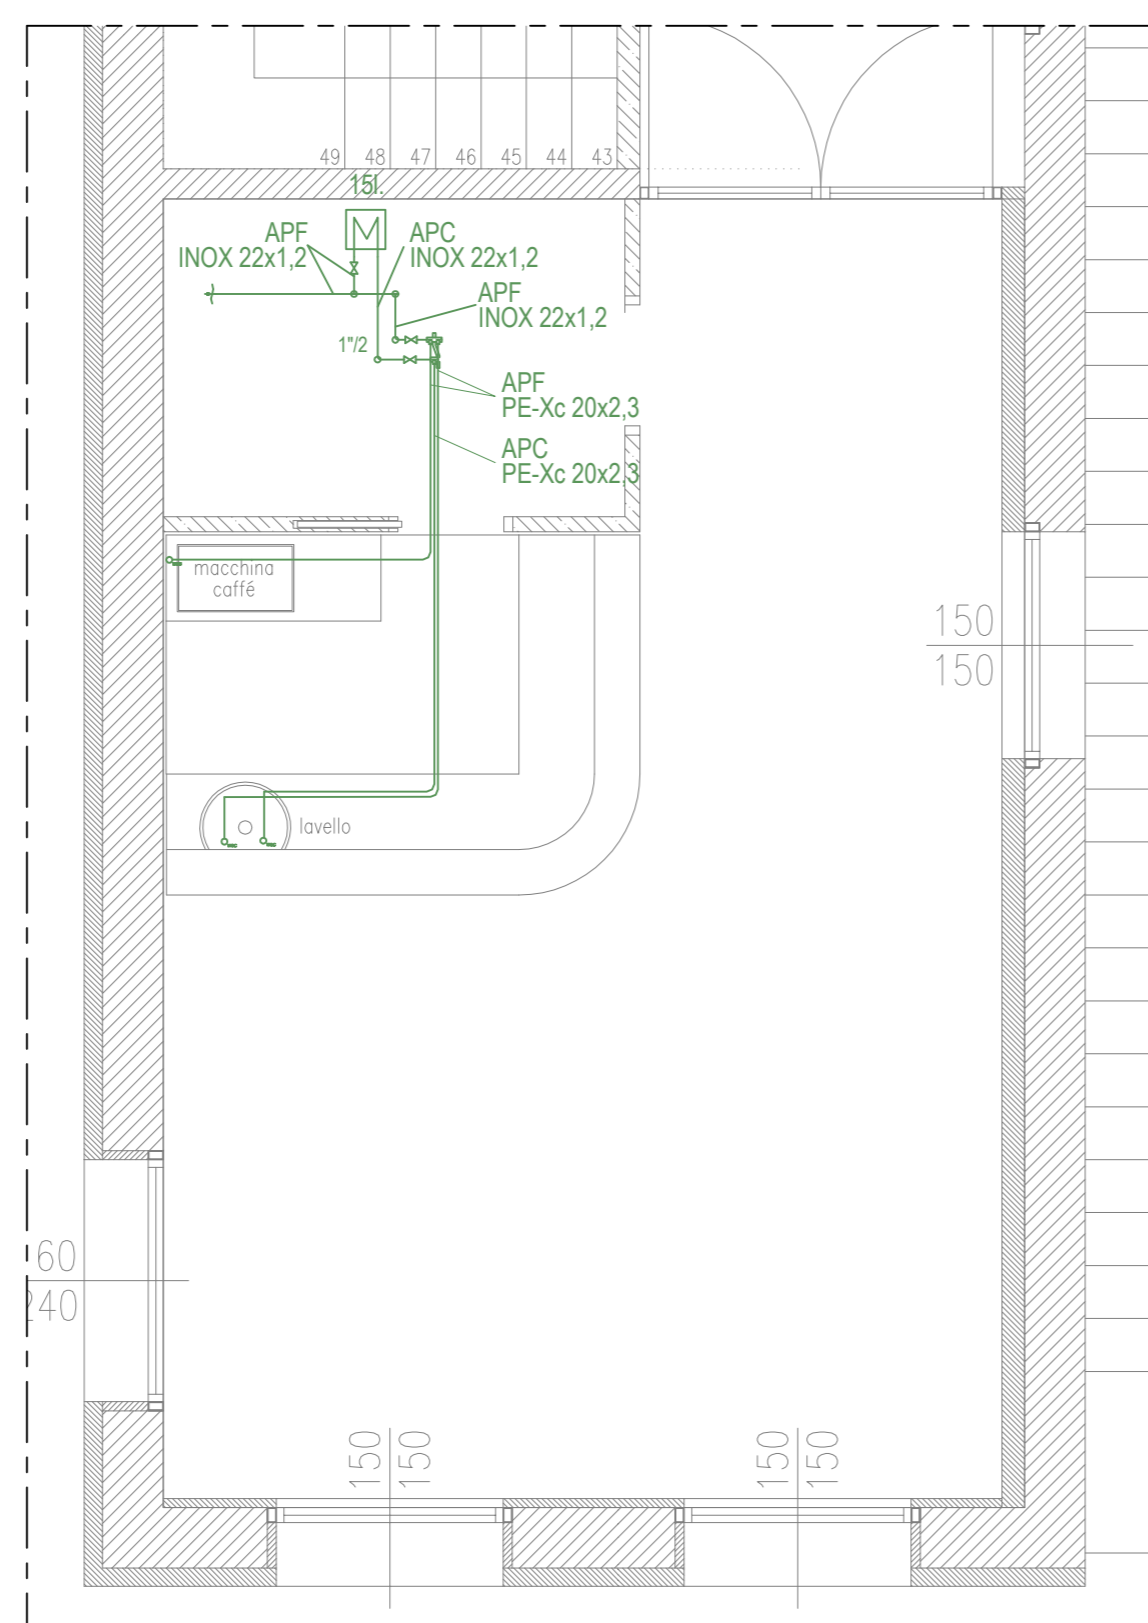 49 48 47 46 45 44 43
15l.
APF
INOX 22x1,2
APC
INOX 22x1,2
APF
INOX 22x1,2
1"/2
APF
PE-Xc 20x2,3
APC
PE-Xc 20x2,3
macchina
caffé
150
150
lavello
60
240
150
150
150
150